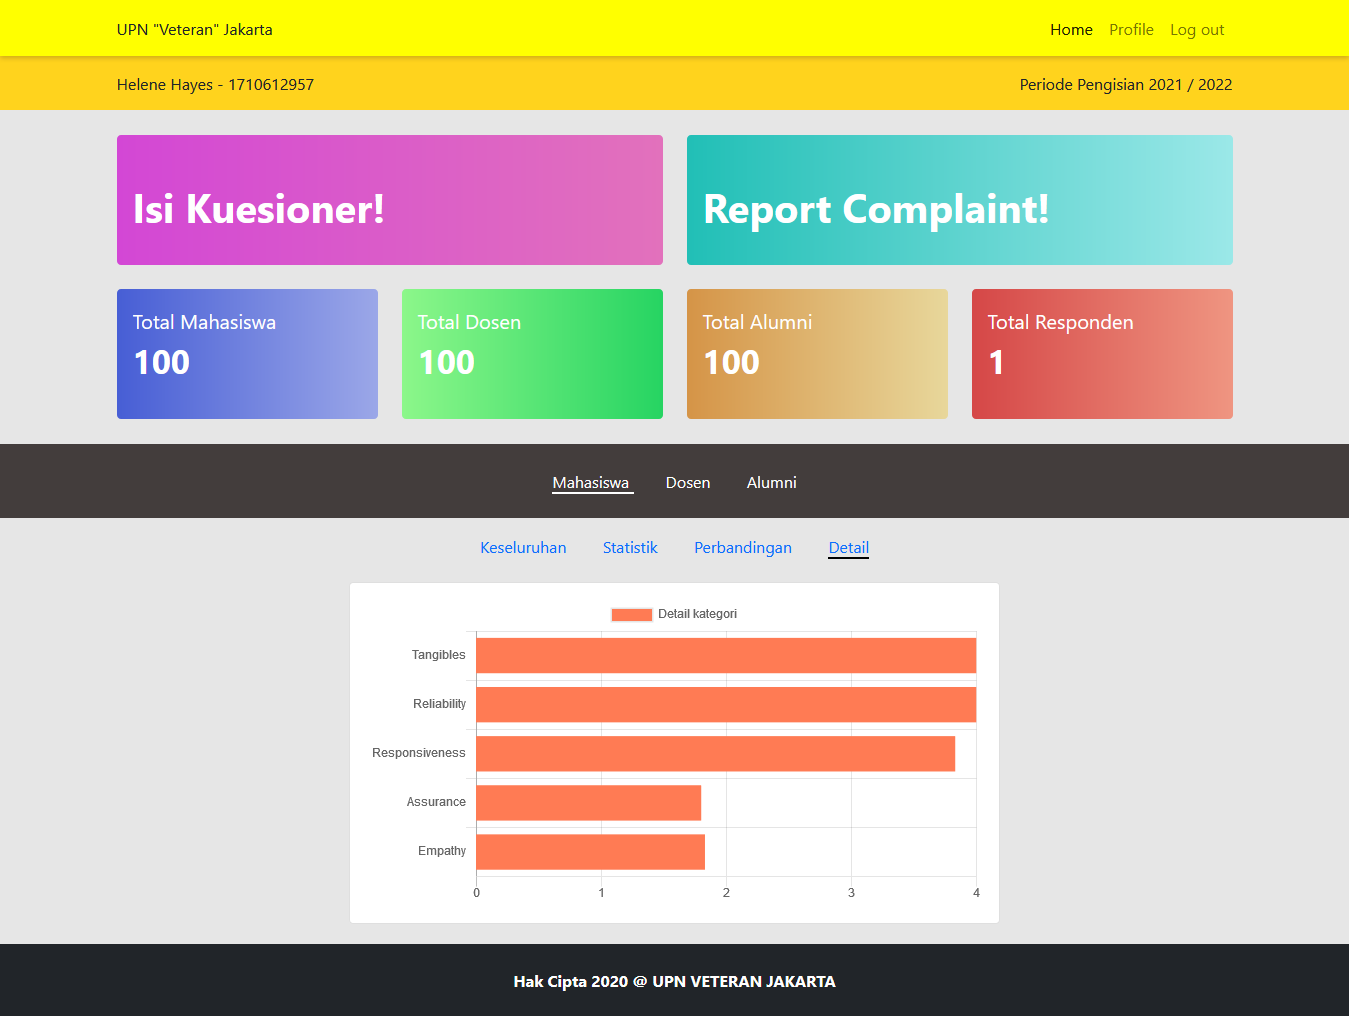 UPN "Veteran" Jakarta
Home Profile Log out
Helene Hayes - 1710612957
Periode Pengisian 2021 / 2022
Isi Kuesioner!
Report Complaint!
Total Mahasiswa
100
Total Dosen
100
Total Alumni
100
Total Responden
1
Mahasiswa Dosen Alumni
Keseluruhan Statistik Perbandingan Detail
Detail kategori
Tangibles
Reliability
Responsiveness
Assurance
Empathy
0 1 2 3 4
Hak Cipta 2020 @ UPN VETERAN JAKARTA